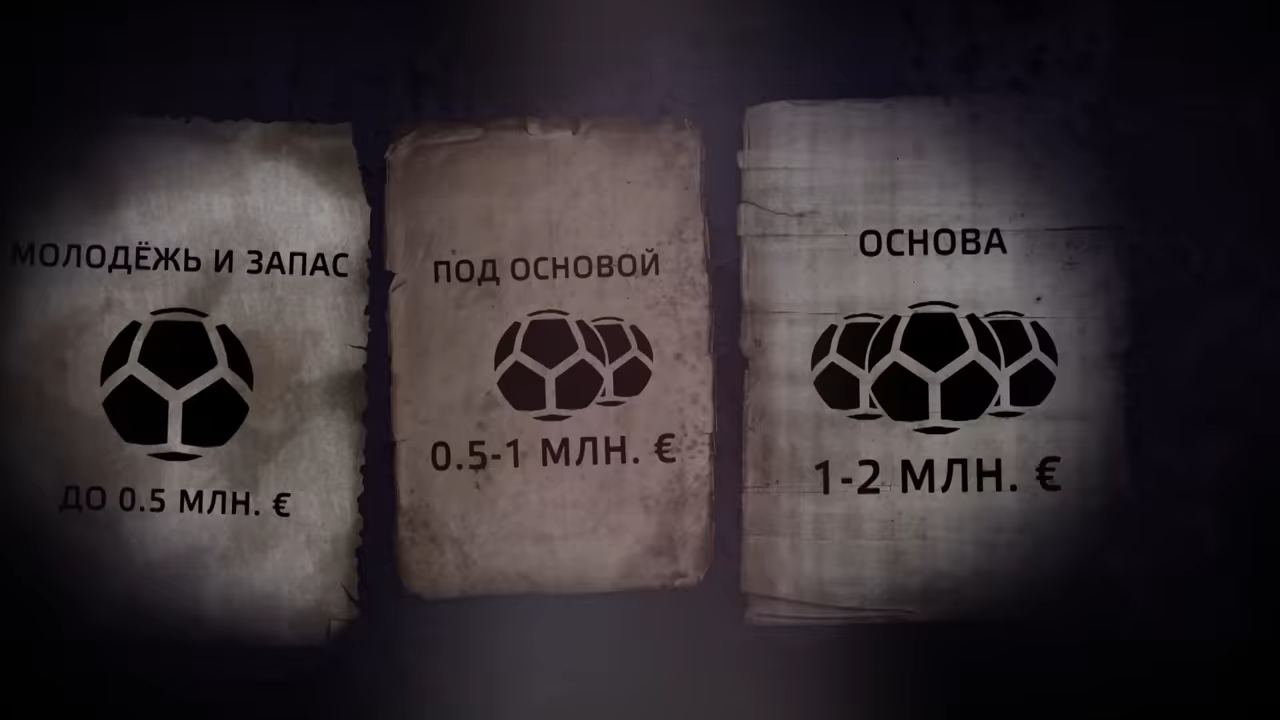 МОЛОДЁЖЬ И ЗАПАС
ДО 0.5 МЛН. €
ПОД ОСНОВОЙ
0.5-1 МЛН. €
ОСНОВА
1-2 МЛН. €